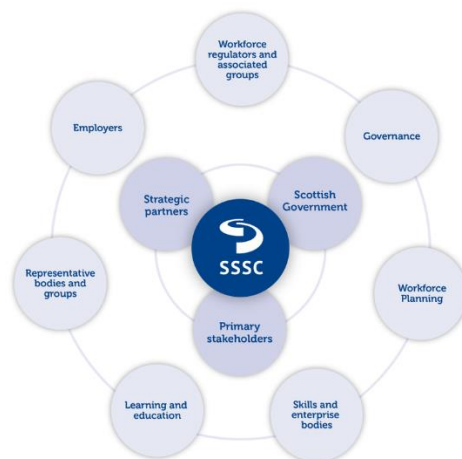 Workforce
regulators and
associated
groups
Employers
Governance
Strategic
partners
Scottish
Government
SSSC
Representative
bodies and
groups
Workforce
Planning
Primary
stakeholders
Learning and
education
Skills and
enterprise
bodies